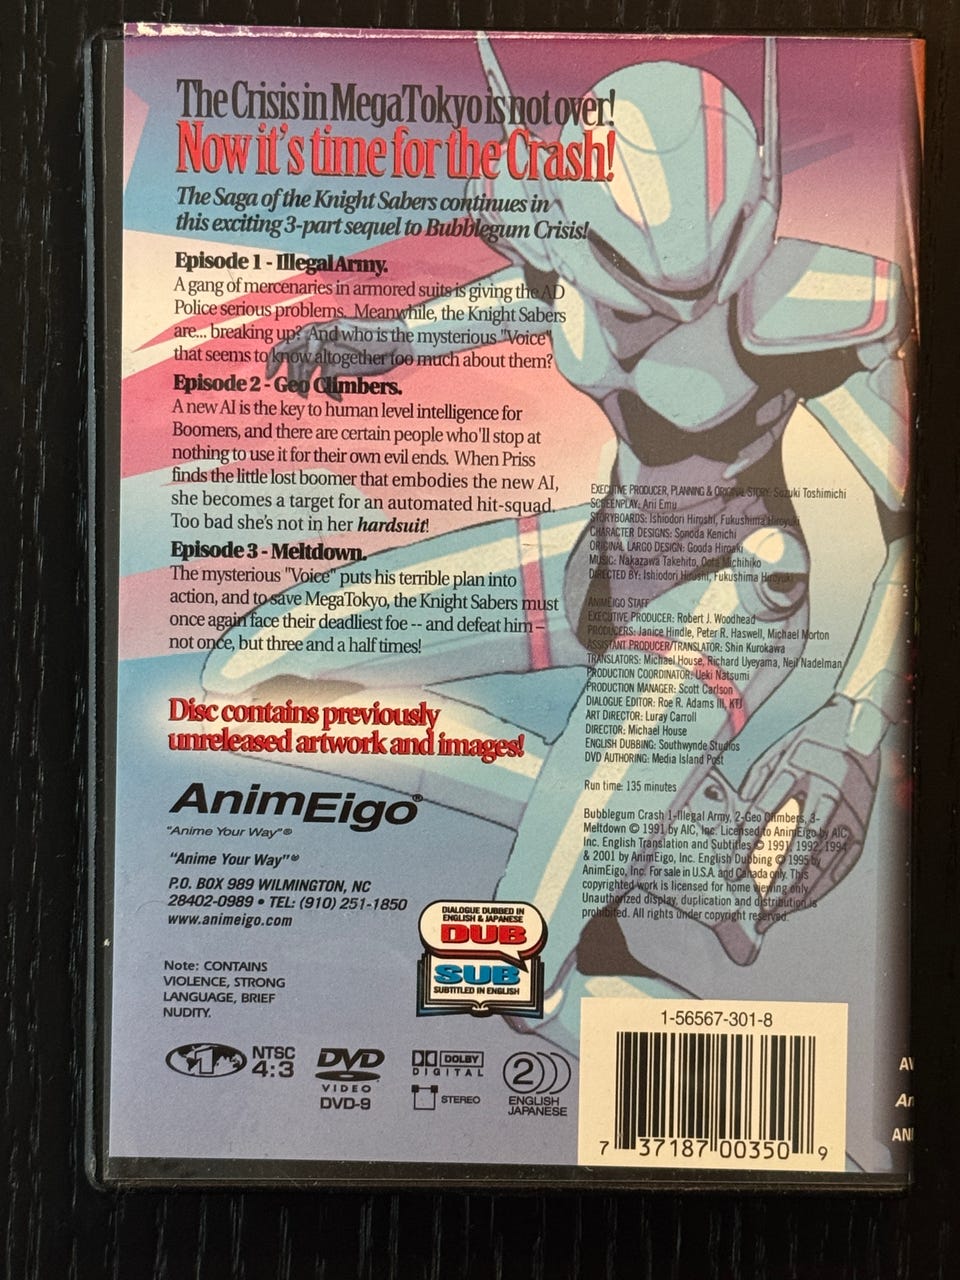 The Crisis in MegaTokyo is not over!
Now it's time for the Crash!
The Saga of the Knight Sabers continues in
this exciting 3-part sequel to Bubblegum Crisis!
Episode 1 - Illegal Army.
A gang of mercenaries in armored suits is giving the AD
Police serious problems. Meanwhile, the Knight Sabers
are... breaking up? And who is the mysterious "Voice"
that seems to know altogether too much about them?
Episode 2 - Geo Climbers.
A new AI is the key to human level intelligence for
Boomers, and there are certain people who'll stop at
nothing to use it for their own evil ends. When Priss
finds the little lost boomer that embodies the new AI,
she becomes a target for an automated hit-squad.
Too bad she's not in her hardsuit!
Episode 3 - Meltdown.
The mysterious "Voice" puts his terrible plan into
action, and to save MegaTokyo, the Knight Sabers must
once again face their deadliest foe -- and defeat him --
not once, but three and a half times!
Disc contains previously
unreleased artwork and images!
AnimEigo®
"Anime Your Way"®
"Anime Your Way"®
P.O. BOX 989 WILMINGTON, NC
28402-0989 • TEL: (910) 251-1850
www.animeigo.com
Note: CONTAINS
VIOLENCE, STRONG
LANGUAGE, BRIEF
NUDITY.
EXECUTIVE PRODUCER, PLANNING & ORIGINAL STORY: Suzuki Toshimichi
SCREENPLAY: Arii Emu
STORYBOARDS: Ishiodori Hiroshi, Fukushima Hiroyuki
CHARACTER DESIGNS: Sonoda Kenichi
ORIGINAL LARGO DESIGN: Gooda Hiroaki
MUSIC: Nakazawa Takehito, Oota Michihiko
DIRECTED BY: Ishiodori Hiroshi, Fukushima Hiroyuki
ANIMEIGO STAFF
EXECUTIVE PRODUCER: Robert J. Woodhead
PRODUCERS: Janice Hindle, Peter R. Haswell, Michael Morton
ASSISTANT PRODUCER/TRANSLATOR: Shin Kurokawa
TRANSLATORS: Michael House, Richard Uyeyama, Neil Nadelman
PRODUCTION COORDINATOR: Ueki Natsumi
PRODUCTION MANAGER: Scott Carlson
DIALOGUE EDITOR: Roe R. Adams III, KTJ
ART DIRECTOR: Luray Carroll
DIRECTOR: Michael House
ENGLISH DUBBING: Southwynde Studios
DVD AUTHORING: Media Island Post
Run time: 135 minutes
Bubblegum Crash 1-Illegal Army, 2-Geo Climbers, 3-
Meltdown © 1991 by AIC, Inc. Licensed to AnimEigo by AIC,
Inc. English Translation and Subtitles © 1991, 1992, 1994
& 2001 by AnimEigo, Inc. English Dubbing © 1995 by
AnimEigo, Inc. For sale in U.S.A. and Canada only. This
copyrighted work is licensed for home viewing only.
Unauthorized display, duplication and distribution is
prohibited. All rights under copyright reserved.
DIALOGUE DUBBED IN
ENGLISH & JAPANESE
DUB
SUB
SUBTITLED IN ENGLISH
1
NTSC
4:3
DVD
VIDEO
DVD-9
DOLBY
DIGITAL
STEREO
2
ENGLISH
JAPANESE
1-56567-301-8
7 37187 00350 9
AN